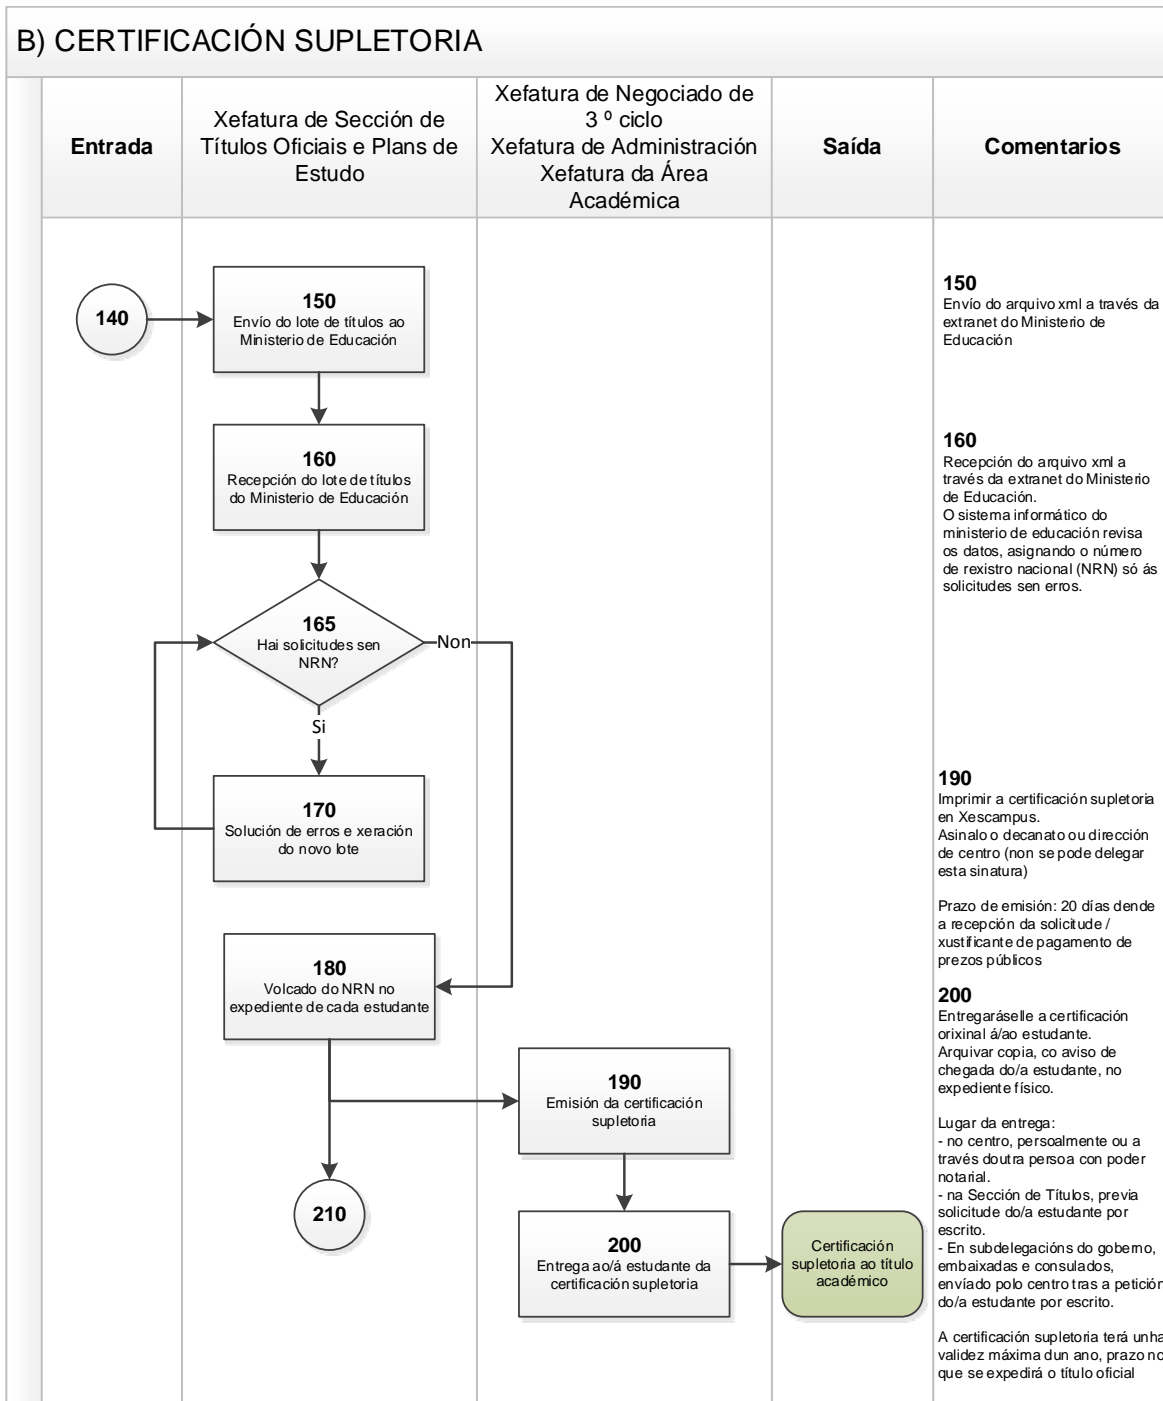 B) CERTIFICACIÓN SUPLETORIA
Entrada
Xefatura de Sección de
Títulos Oficiais e Plans de
Estudo
Xefatura de Negociado de
3 º ciclo
Xefatura de Administración
Xefatura da Área
Académica
Saída
Comentarios
140
150
Envío do lote de títulos ao
Ministerio de Educación
160
Recepción do lote de títulos
do Ministerio de Educación
165
Hai solicitudes sen
NRN?
Non
Si
170
Solución de erros e xeración
do novo lote
180
Volcado do NRN no
expediente de cada estudante
190
Emisión da certificación
supletoria
210
200
Entrega ao/á estudante da
certificación supletoria
Certificación
supletoria ao título
académico
150
Envío do arquivo xml a través da
extranet do Ministerio de
Educación
160
Recepción do arquivo xml a
través da extranet do Ministerio
de Educación.
O sistema informático do
ministerio de educación revisa
os datos, asignando o número
de rexistro nacional (NRN) só ás
solicitudes sen erros.
190
Imprimir a certificación supletoria
en Xescampus.
Asinalo o decanato ou dirección
de centro (non se pode delegar
esta sinatura)
Prazo de emisión: 20 días dende
a recepción da solicitude /
xustificante de pagamento de
prezos públicos
200
Entregaráselle a certificación
orixinal á/ao estudante.
Arquivar copia, co aviso de
chegada do/a estudante, no
expediente físico.
Lugar da entrega:
- no centro, persoalmente ou a
través doutra persoa con poder
notarial.
- na Sección de Títulos, previa
solicitude do/a estudante por
escrito.
- En subdelegacións do goberno,
embaixadas e consulados,
envíado polo centro tras a petición
do/a estudante por escrito.
A certificación supletoria terá unha
validez máxima dun ano, prazo no
que se expedirá o título oficial